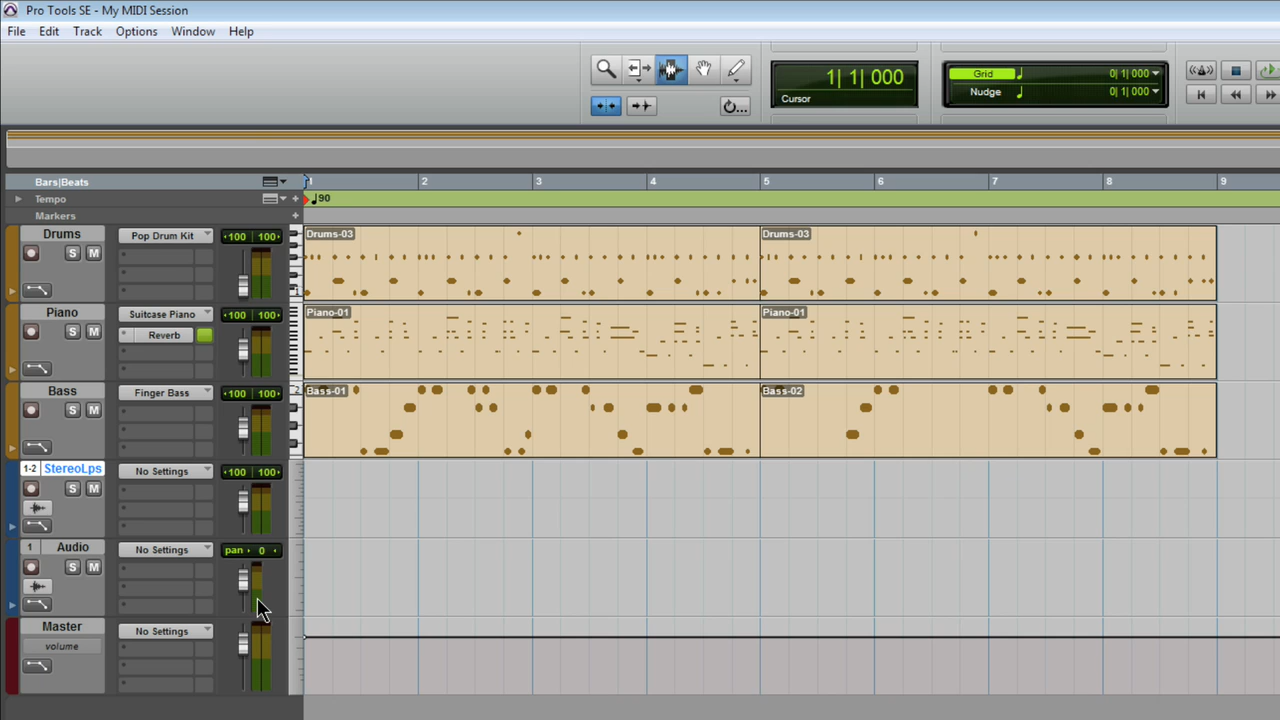 Pro Tools SE - My MIDI Session
File Edit Track Options Window Help
1| 1| 000
Cursor
Grid 0| 1| 000
Nudge 0| 1| 000
Bars|Beats 1 2 3 4 5 6 7 8 9
Tempo 90
Markers
Drums Pop Drum Kit 100 100 Drums-03 Drums-03
S M
1
Piano Suitcase Piano 100 100 Piano-01 Piano-01
S M Reverb
Bass Finger Bass 100 100 2 Bass-01 Bass-02
S M
1-2 StereoLps No Settings 100 100
S M
1 Audio No Settings pan 0
S M
Master No Settings
volume